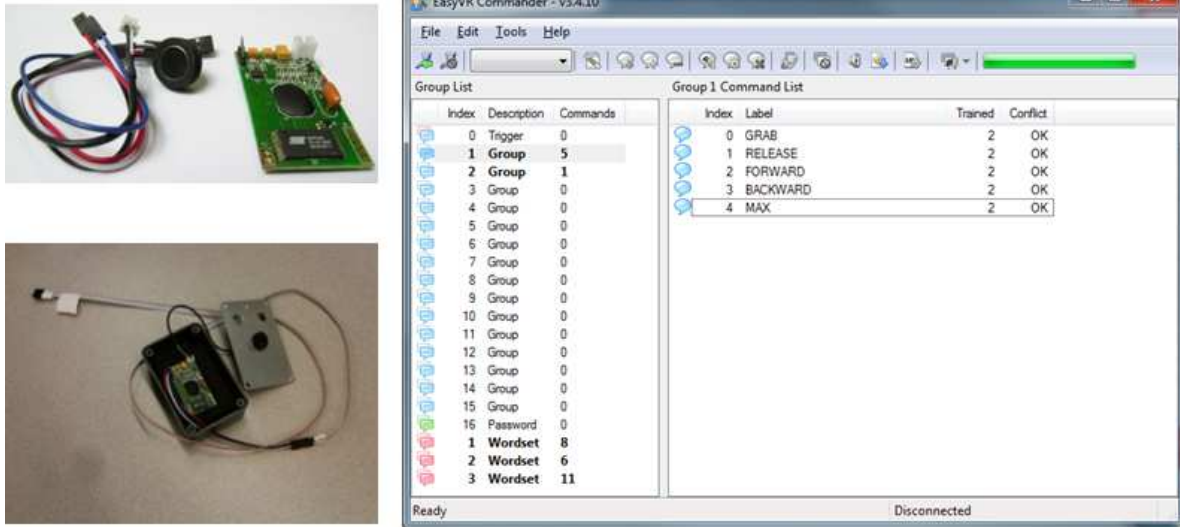 EasyVR Commander - V3.4.10
File Edit Tools Help
Group List
Index Description Commands
0 Trigger 0
1 Group 5
2 Group 1
3 Group 0
4 Group 0
5 Group 0
6 Group 0
7 Group 0
8 Group 0
9 Group 0
10 Group 0
11 Group 0
12 Group 0
13 Group 0
14 Group 0
15 Group 0
16 Password 0
1 Wordset 8
2 Wordset 6
3 Wordset 11
Group 1 Command List
Index Label Trained Conflict
0 GRAB 2 OK
1 RELEASE 2 OK
2 FORWARD 2 OK
3 BACKWARD 2 OK
4 MAX 2 OK
Ready Disconnected